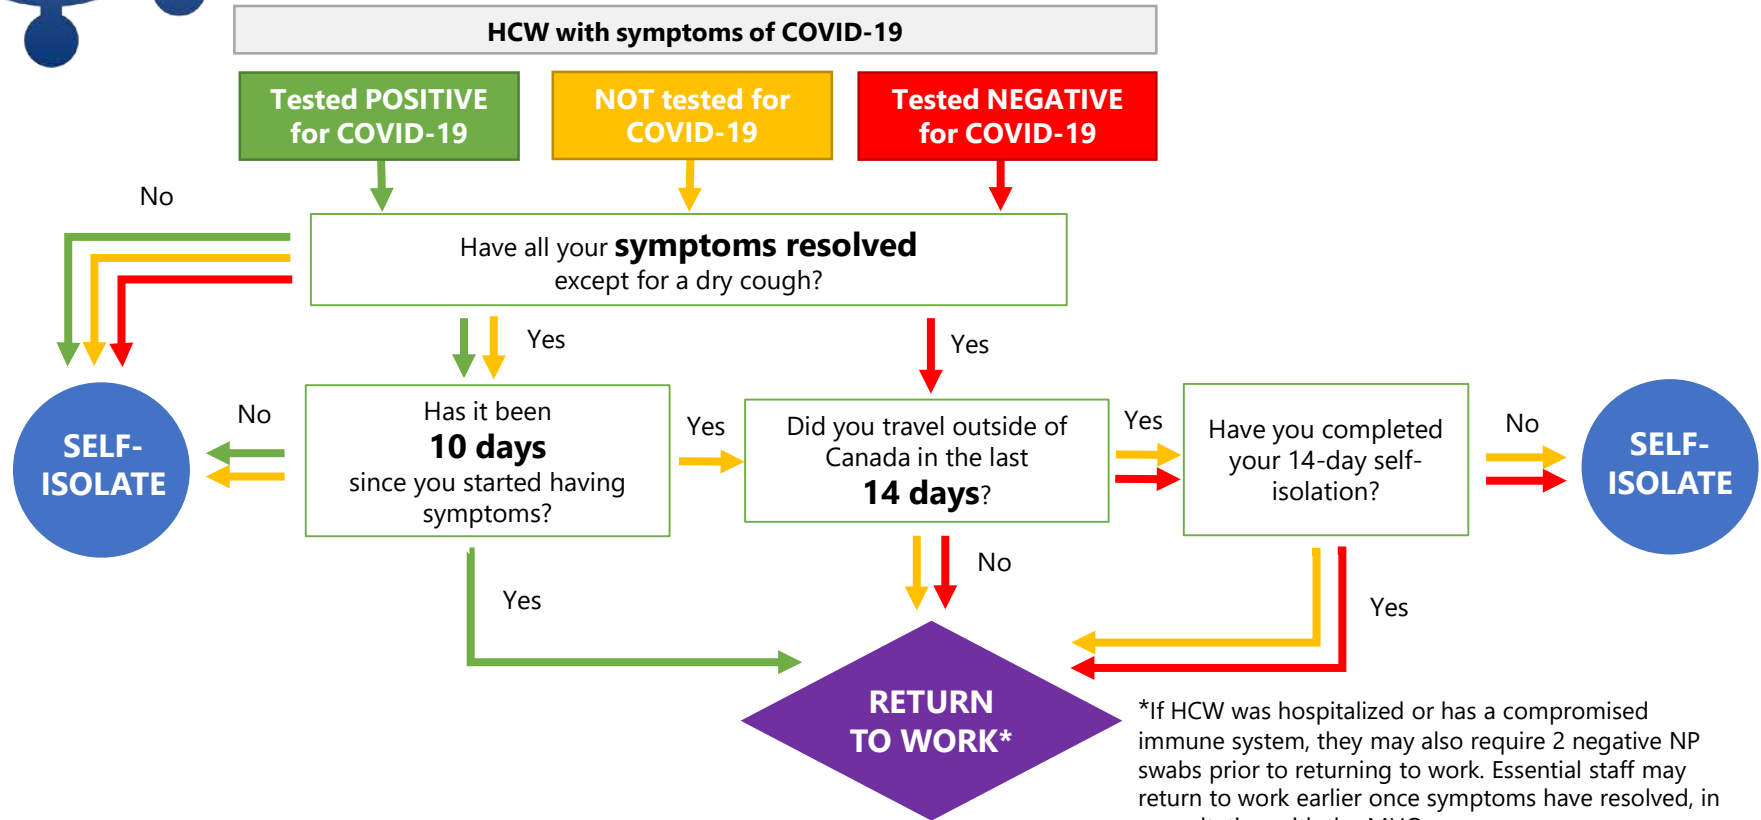 HCW with symptoms of COVID-19
Tested POSITIVE
for COVID-19
NOT tested for
COVID-19
Tested NEGATIVE
for COVID-19
No
Have all your symptoms resolved
except for a dry cough?
Yes
Yes
SELF-
ISOLATE
No
Has it been
10 days
since you started having
symptoms?
Yes
Did you travel outside of
Canada in the last
14 days?
Yes
Have you completed
your 14-day self-
isolation?
No
SELF-
ISOLATE
Yes
No
Yes
RETURN
TO WORK*
*If HCW was hospitalized or has a compromised
immune system, they may also require 2 negative NP
swabs prior to returning to work. Essential staff may
return to work earlier once symptoms have resolved, in